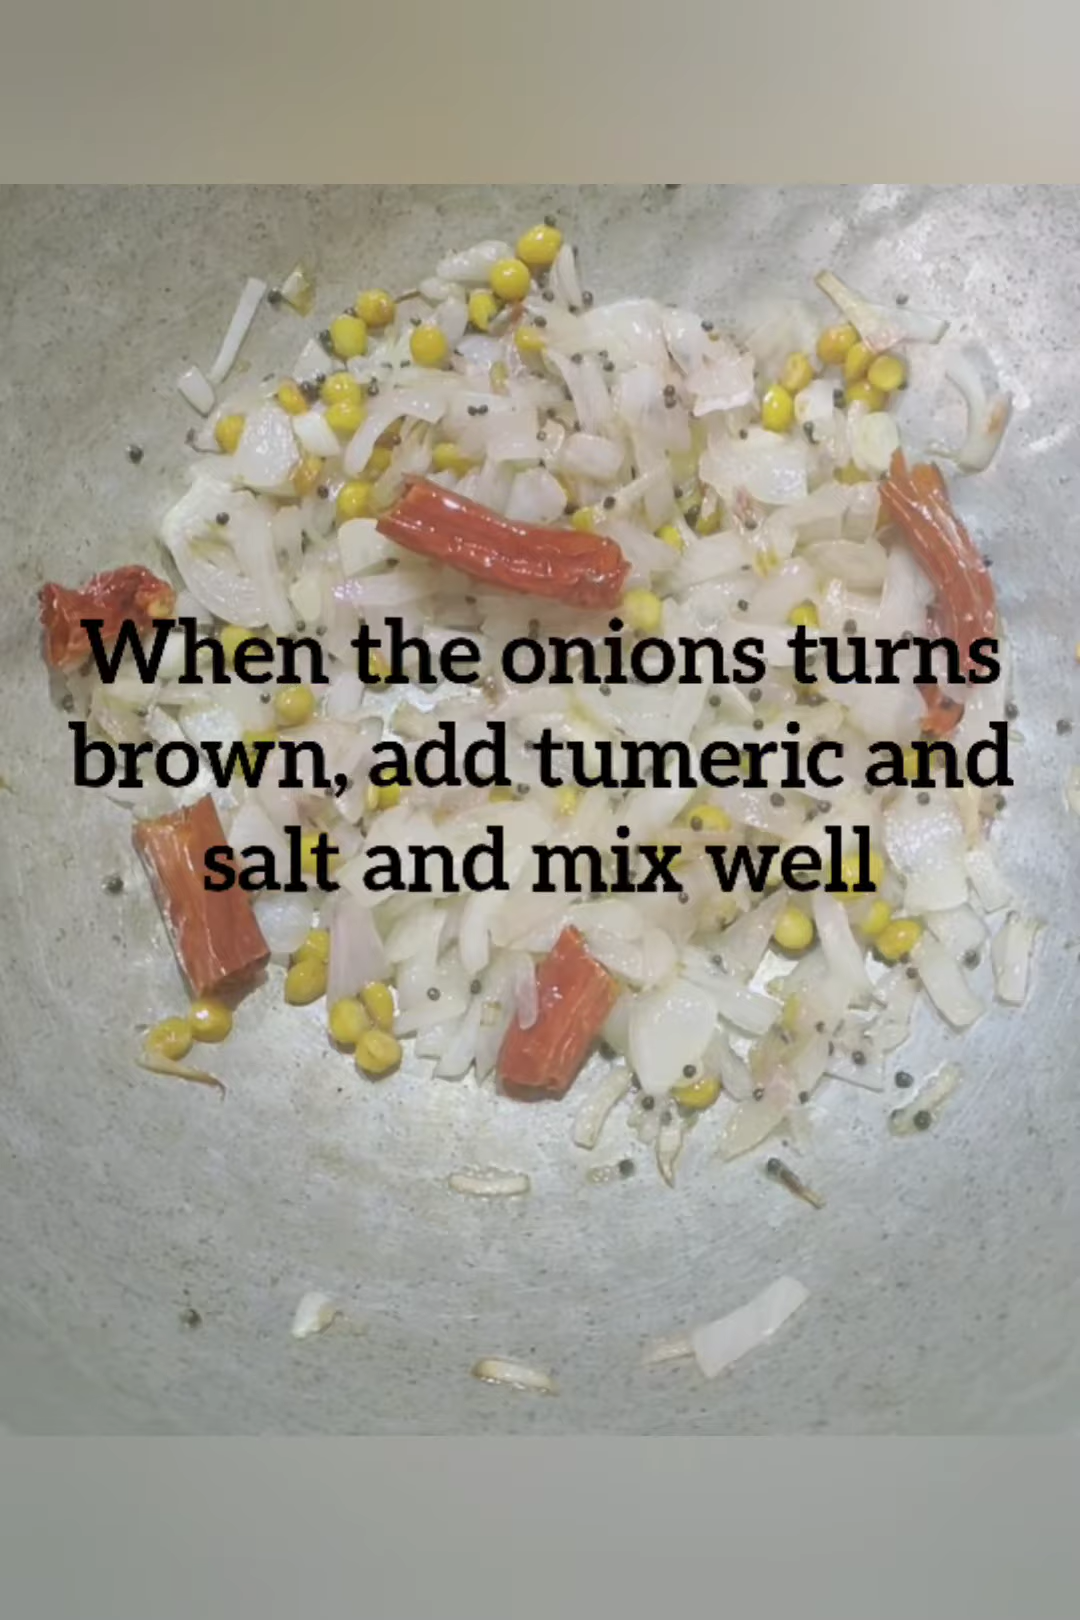 When the onions turns
brown, add tumeric and
salt and mix well